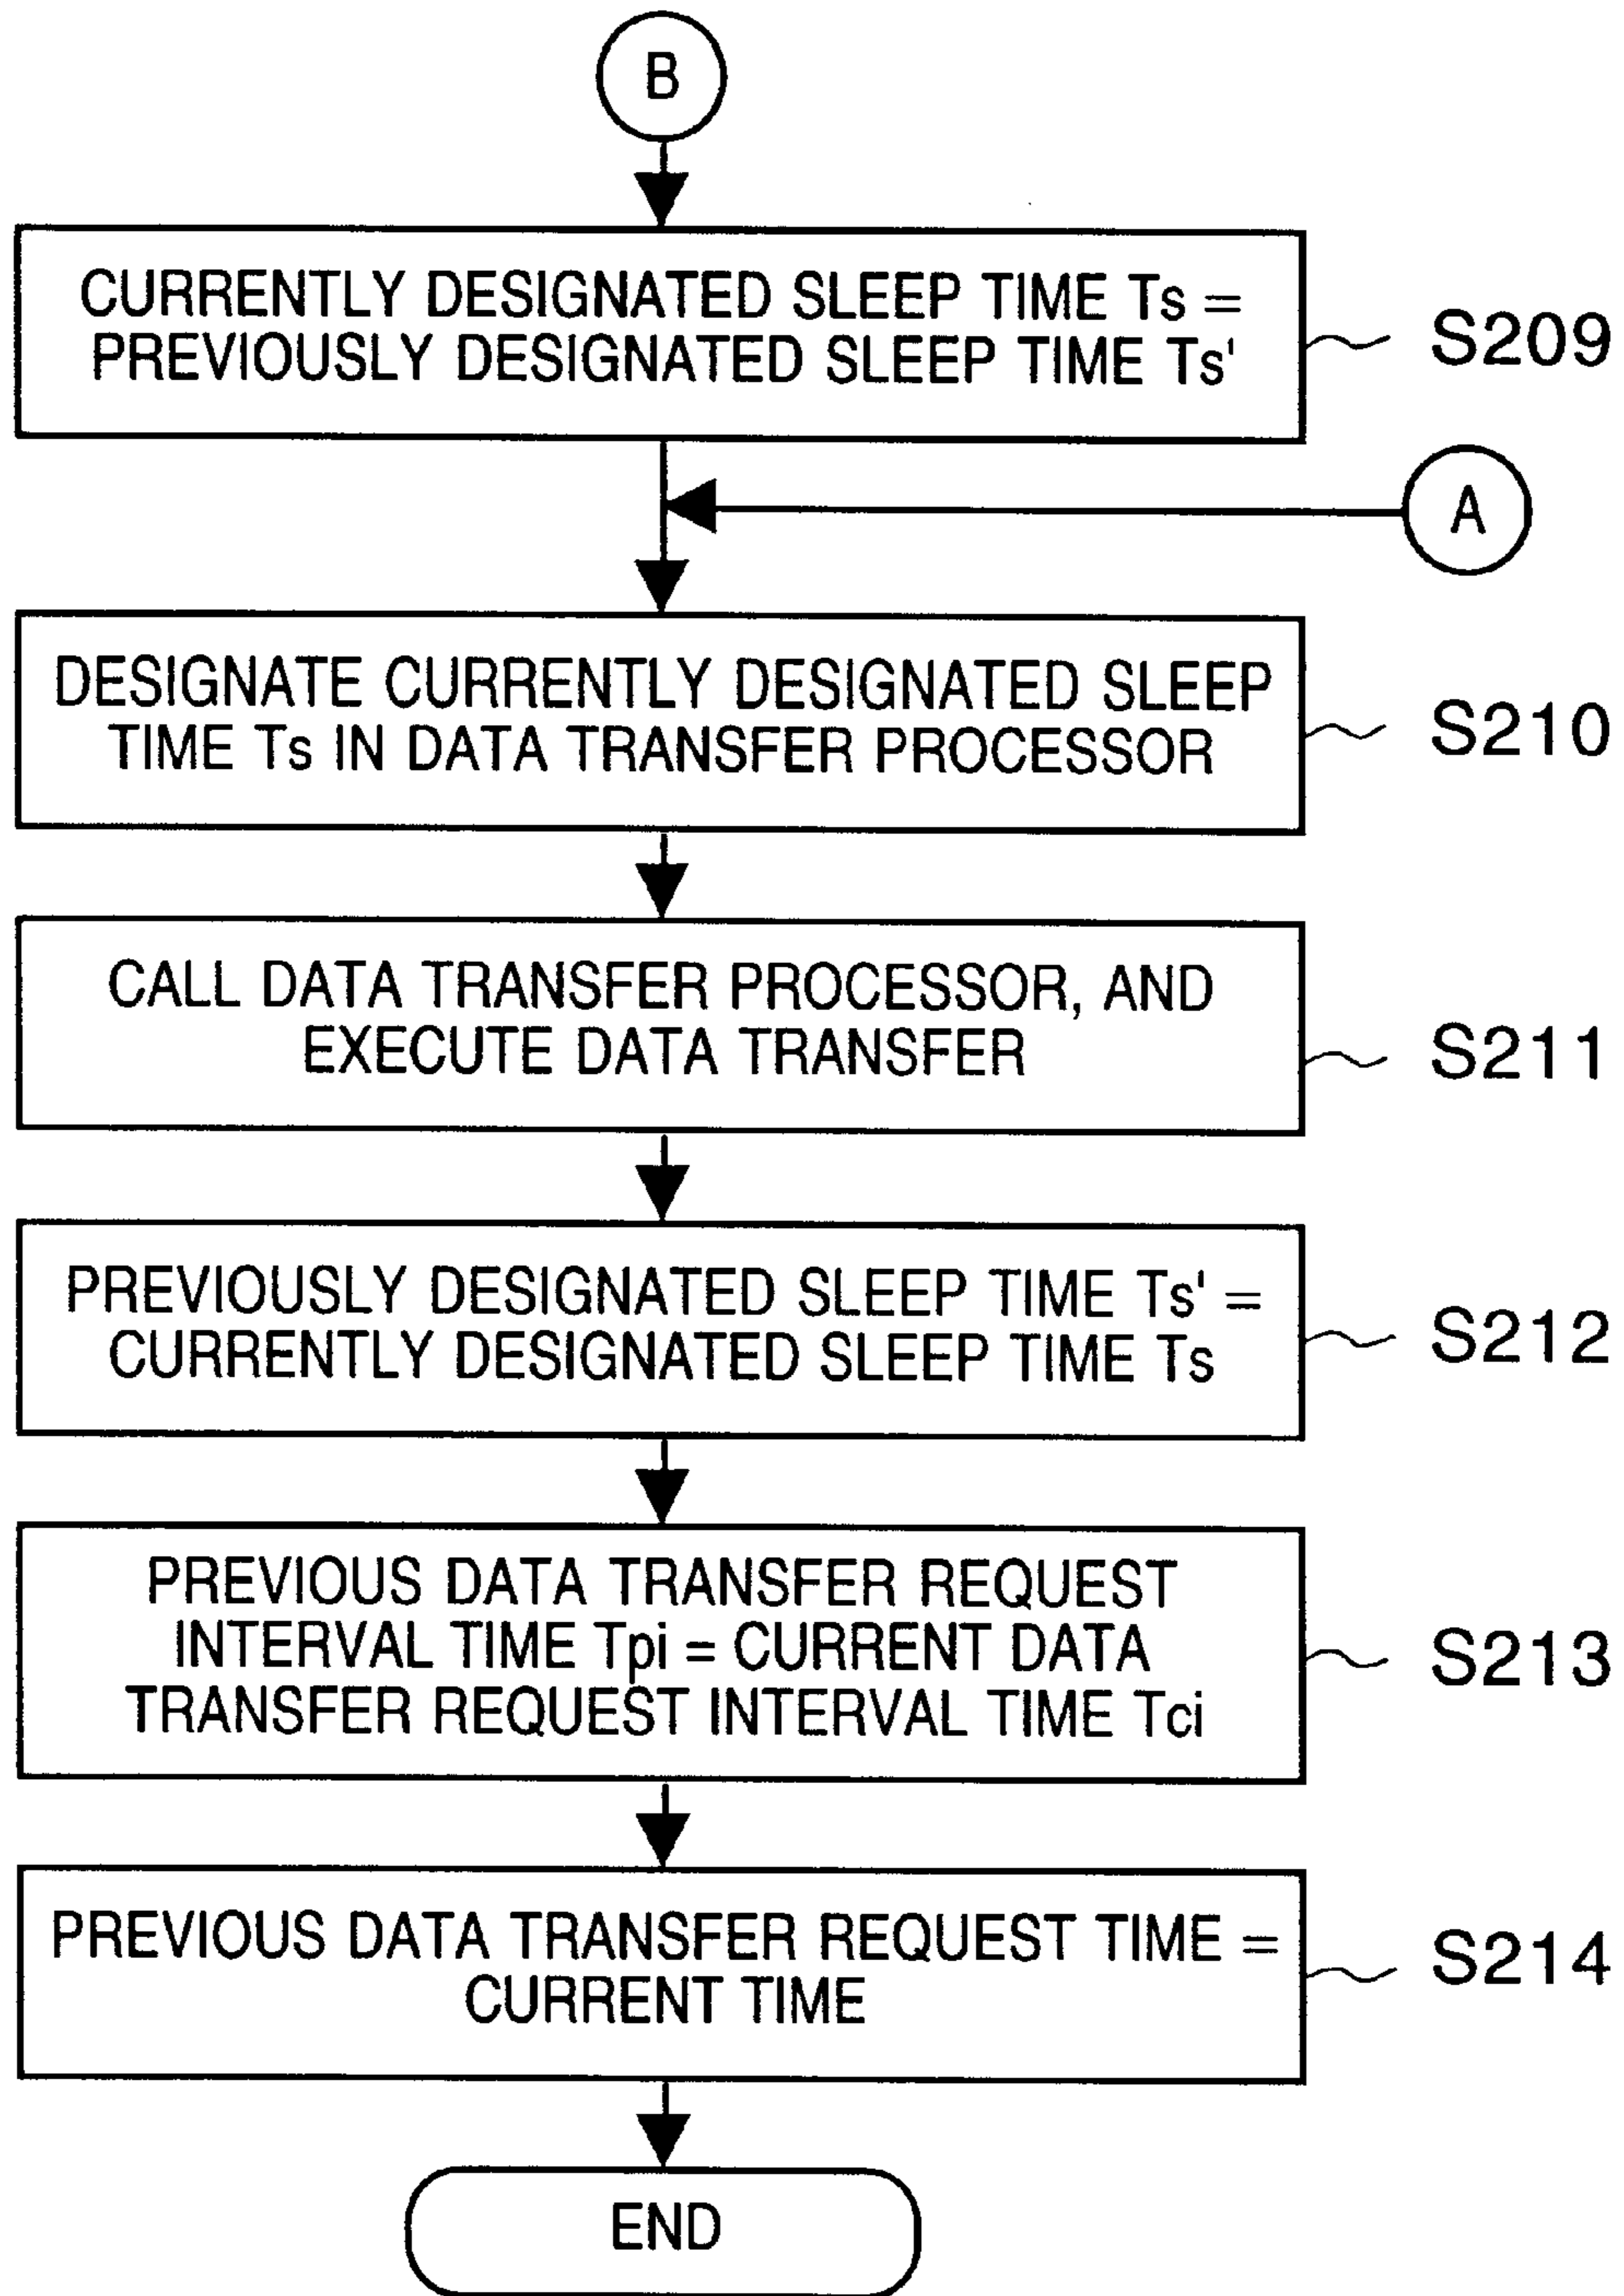 B
CURRENTLY DESIGNATED SLEEP TIME Ts =
PREVIOUSLY DESIGNATED SLEEP TIME Ts'
S209
A
DESIGNATE CURRENTLY DESIGNATED SLEEP
TIME Ts IN DATA TRANSFER PROCESSOR
S210
CALL DATA TRANSFER PROCESSOR, AND
EXECUTE DATA TRANSFER
S211
PREVIOUSLY DESIGNATED SLEEP TIME Ts' =
CURRENTLY DESIGNATED SLEEP TIME Ts
S212
PREVIOUS DATA TRANSFER REQUEST
INTERVAL TIME Tpi = CURRENT DATA
TRANSFER REQUEST INTERVAL TIME Tci
S213
PREVIOUS DATA TRANSFER REQUEST TIME =
CURRENT TIME
S214
END